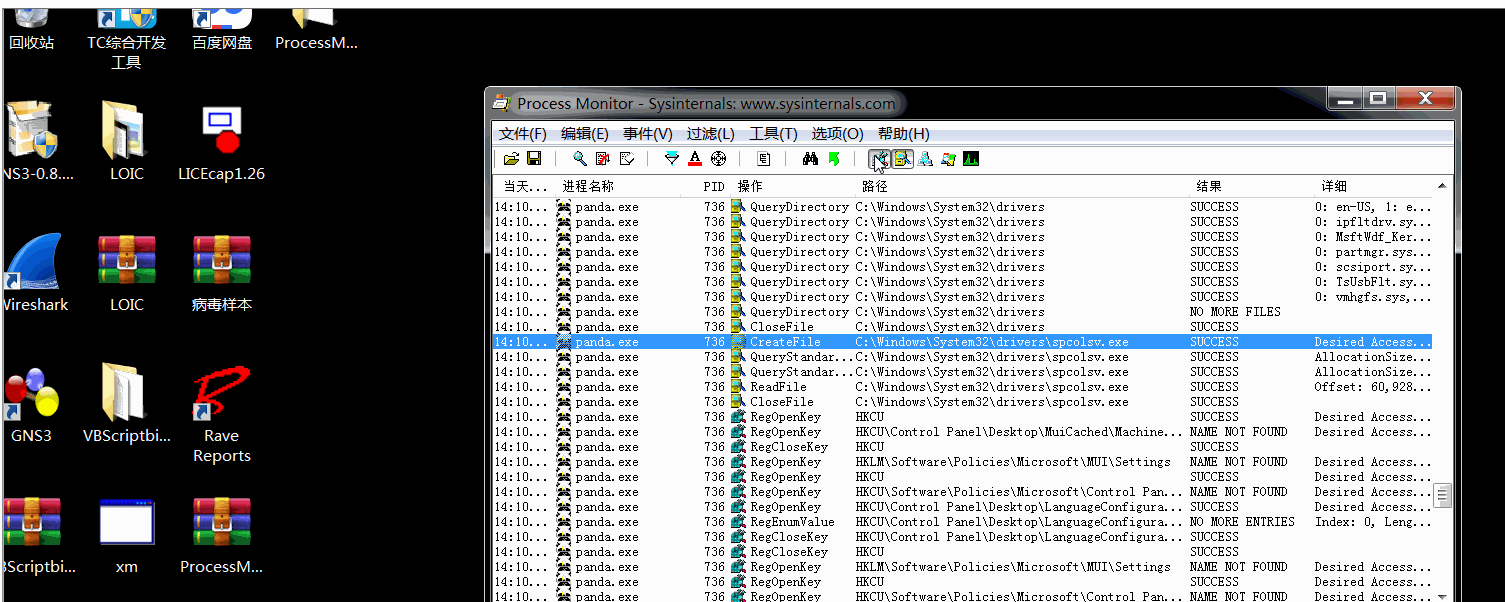 回收站
TC综合开发
工具
百度网盘
ProcessM...
NS3-0.8....
LOIC
LICEcap1.26
Wireshark
LOIC
病毒样本
GNS3
VBScriptbi...
Rave
Reports
Scriptbi...
xm
ProcessM...
Process Monitor - Sysinternals: www.sysinternals.com
文件(F) 编辑(E) 事件(V) 过滤(L) 工具(T) 选项(O) 帮助(H)
当天... 进程名称 PID 操作 路径 结果 详细
14:10... panda.exe 736 QueryDirectory C:\Windows\System32\drivers SUCCESS 0: en-US, 1: e...
14:10... panda.exe 736 QueryDirectory C:\Windows\System32\drivers SUCCESS 0: ipfltdrv.sy...
14:10... panda.exe 736 QueryDirectory C:\Windows\System32\drivers SUCCESS 0: MsftWdf_Ker...
14:10... panda.exe 736 QueryDirectory C:\Windows\System32\drivers SUCCESS 0: partmgr.sys...
14:10... panda.exe 736 QueryDirectory C:\Windows\System32\drivers SUCCESS 0: scsiport.sy...
14:10... panda.exe 736 QueryDirectory C:\Windows\System32\drivers SUCCESS 0: TsUsbFlt.sy...
14:10... panda.exe 736 QueryDirectory C:\Windows\System32\drivers SUCCESS 0: vmhgfs.sys,...
14:10... panda.exe 736 QueryDirectory C:\Windows\System32\drivers NO MORE FILES
14:10... panda.exe 736 CloseFile C:\Windows\System32\drivers SUCCESS
14:10... panda.exe 736 CreateFile C:\Windows\System32\drivers\spcolsv.exe SUCCESS Desired Access...
14:10... panda.exe 736 QueryStandar... C:\Windows\System32\drivers\spcolsv.exe SUCCESS AllocationSize...
14:10... panda.exe 736 QueryStandar... C:\Windows\System32\drivers\spcolsv.exe SUCCESS AllocationSize...
14:10... panda.exe 736 ReadFile C:\Windows\System32\drivers\spcolsv.exe SUCCESS Offset: 60,928...
14:10... panda.exe 736 CloseFile C:\Windows\System32\drivers\spcolsv.exe SUCCESS
14:10... panda.exe 736 RegOpenKey HKCU SUCCESS Desired Access...
14:10... panda.exe 736 RegOpenKey HKCU\Control Panel\Desktop\MuiCached\Machine... NAME NOT FOUND Desired Access...
14:10... panda.exe 736 RegCloseKey HKCU SUCCESS
14:10... panda.exe 736 RegOpenKey HKLM\Software\Policies\Microsoft\MUI\Settings NAME NOT FOUND Desired Access...
14:10... panda.exe 736 RegOpenKey HKCU SUCCESS Desired Access...
14:10... panda.exe 736 RegOpenKey HKCU\Software\Policies\Microsoft\Control Pan... NAME NOT FOUND Desired Access...
14:10... panda.exe 736 RegOpenKey HKCU\Control Panel\Desktop\LanguageConfigura... SUCCESS Desired Access...
14:10... panda.exe 736 RegEnumValue HKCU\Control Panel\Desktop\LanguageConfigura... NO MORE ENTRIES Index: 0, Leng...
14:10... panda.exe 736 RegCloseKey HKCU\Control Panel\Desktop\LanguageConfigura... SUCCESS
14:10... panda.exe 736 RegCloseKey HKCU SUCCESS
14:10... panda.exe 736 RegOpenKey HKLM\Software\Policies\Microsoft\MUI\Settings NAME NOT FOUND Desired Access...
14:10... panda.exe 736 RegOpenKey HKCU SUCCESS Desired Access...
14:10... panda.exe 736 RegOpenKey HKCU\Software\Policies\Microsoft\Control Pan... NAME NOT FOUND Desired Access...